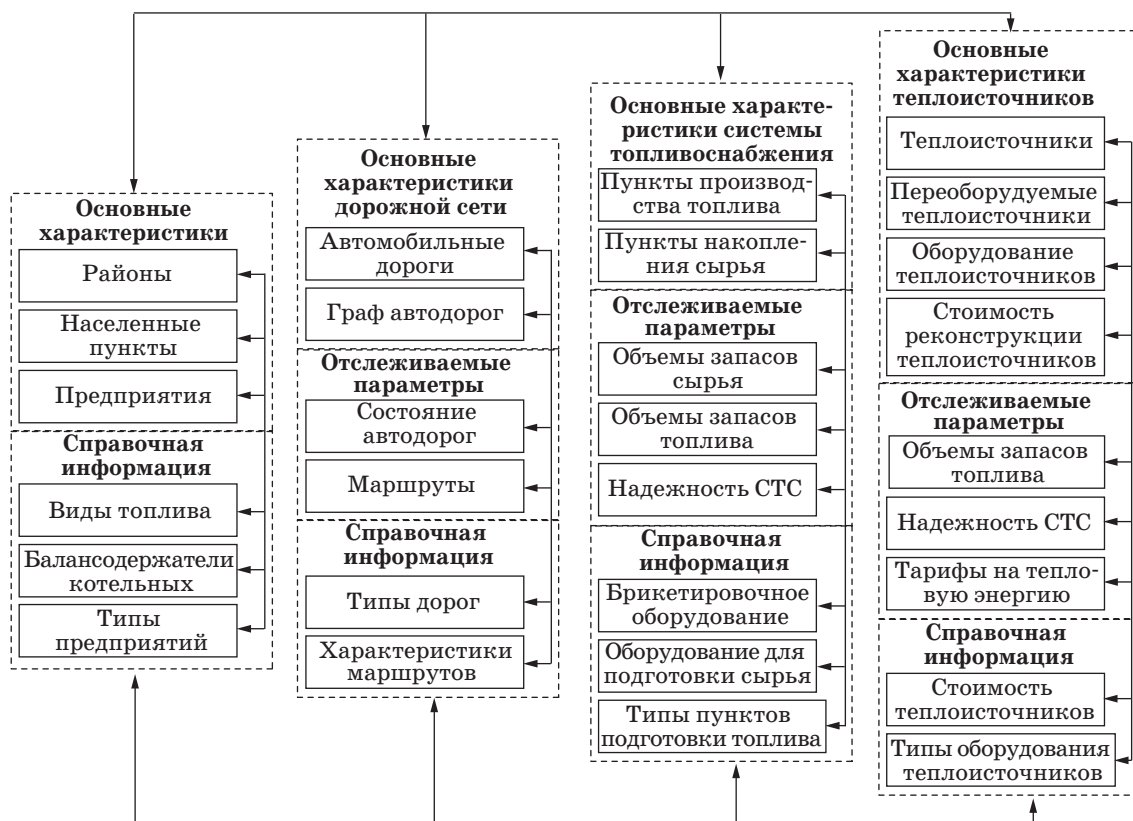 Основные
характеристики
Районы
Населенные
пункты
Предприятия
Справочная
информация
Виды топлива
Балансодержатели
котельных
Типы
предприятий
Основные
характеристики
дорожной сети
Автомобильные
дороги
Граф автодорог
Отслеживаемые
параметры
Состояние
автодорог
Маршруты
Справочная
информация
Типы дорог
Характеристики
маршрутов
Основные характе-
ристики системы
топливоснабжения
Пункты производ-
ства топлива
Пункты накопле-
ния сырья
Отслеживаемые
параметры
Объемы запасов
сырья
Объемы запасов
топлива
Надежность СТС
Справочная
информация
Брикетировочное
оборудование
Оборудование для
подготовки сырья
Типы пунктов
подготовки топлива
Основные
характеристики
теплоисточников
Теплоисточники
Переоборудуемые
теплоисточники
Оборудование
теплоисточников
Стоимость
реконструкции
теплоисточников
Отслеживаемые
параметры
Объемы запасов
топлива
Надежность СТС
Тарифы на тепло-
вую энергию
Справочная
информация
Стоимость
теплоисточников
Типы оборудования
теплоисточников